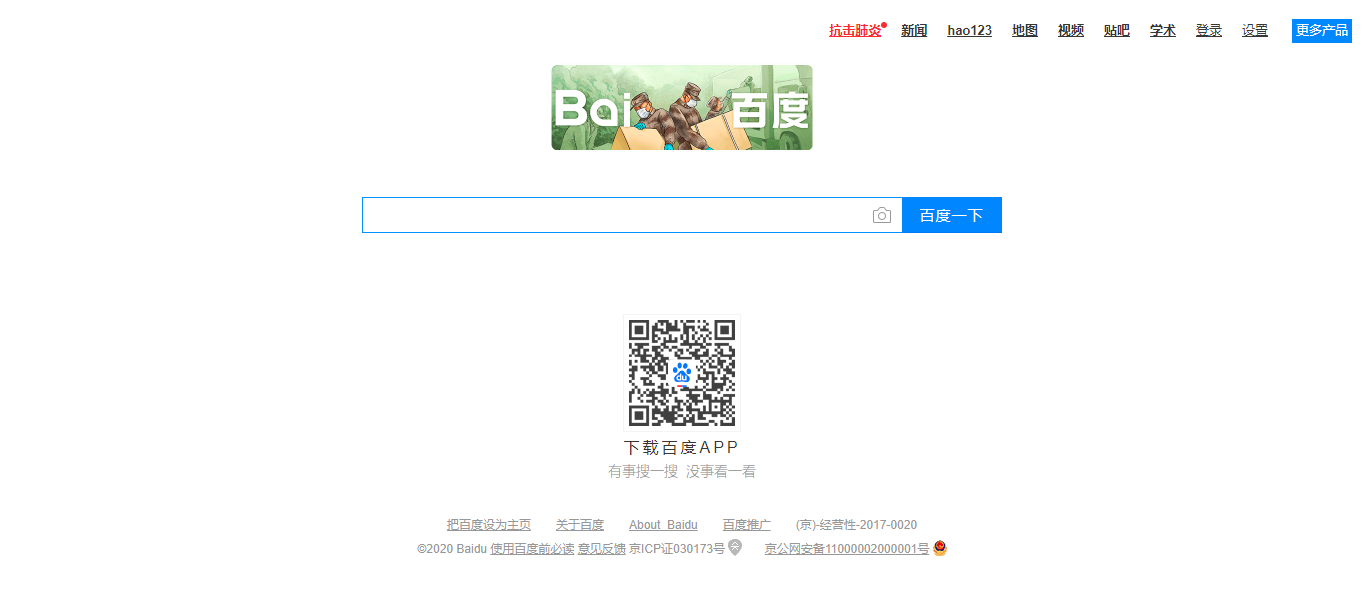 抗击肺炎 新闻 hao123 地图 视频 贴吧 学术 登录 设置 更多产品
Bai 百度
百度一下
du
下载百度APP
有事搜一搜 没事看一看
把百度设为主页 关于百度 About Baidu 百度推广 (京)-经营性-2017-0020
©2020 Baidu 使用百度前必读 意见反馈 京ICP证030173号 京公网安备11000002000001号